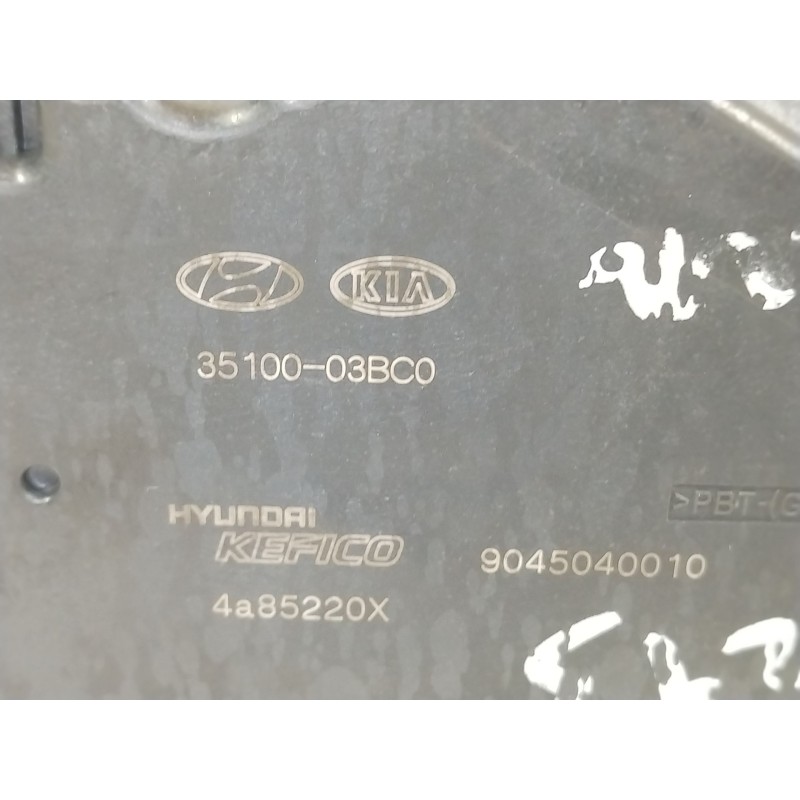 KIA
35100-03BC0
>PBT-(G
HYUNDAI
KEFICO
9045040010
4a85220X